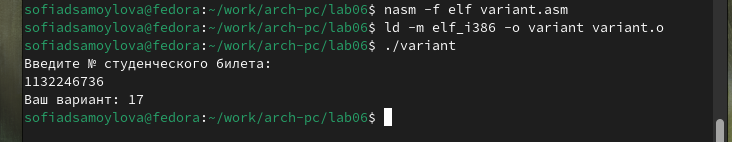 sofiadsamoylova@fedora:~/work/arch-pc/lab06$ nasm -f elf variant.asm
sofiadsamoylova@fedora:~/work/arch-pc/lab06$ ld -m elf_i386 -o variant variant.o
sofiadsamoylova@fedora:~/work/arch-pc/lab06$ ./variant
Введите № студенческого билета:
1132246736
Ваш вариант: 17
sofiadsamoylova@fedora:~/work/arch-pc/lab06$